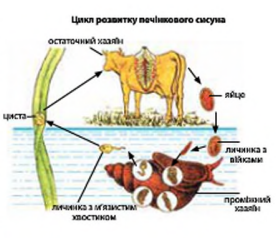 Цикл розвитку печінкового сисуна
остаточний хазяїн
яйце
циста
личинка з
війками
личинка з м'язистим
хвостиком
проміжний
хазяїн